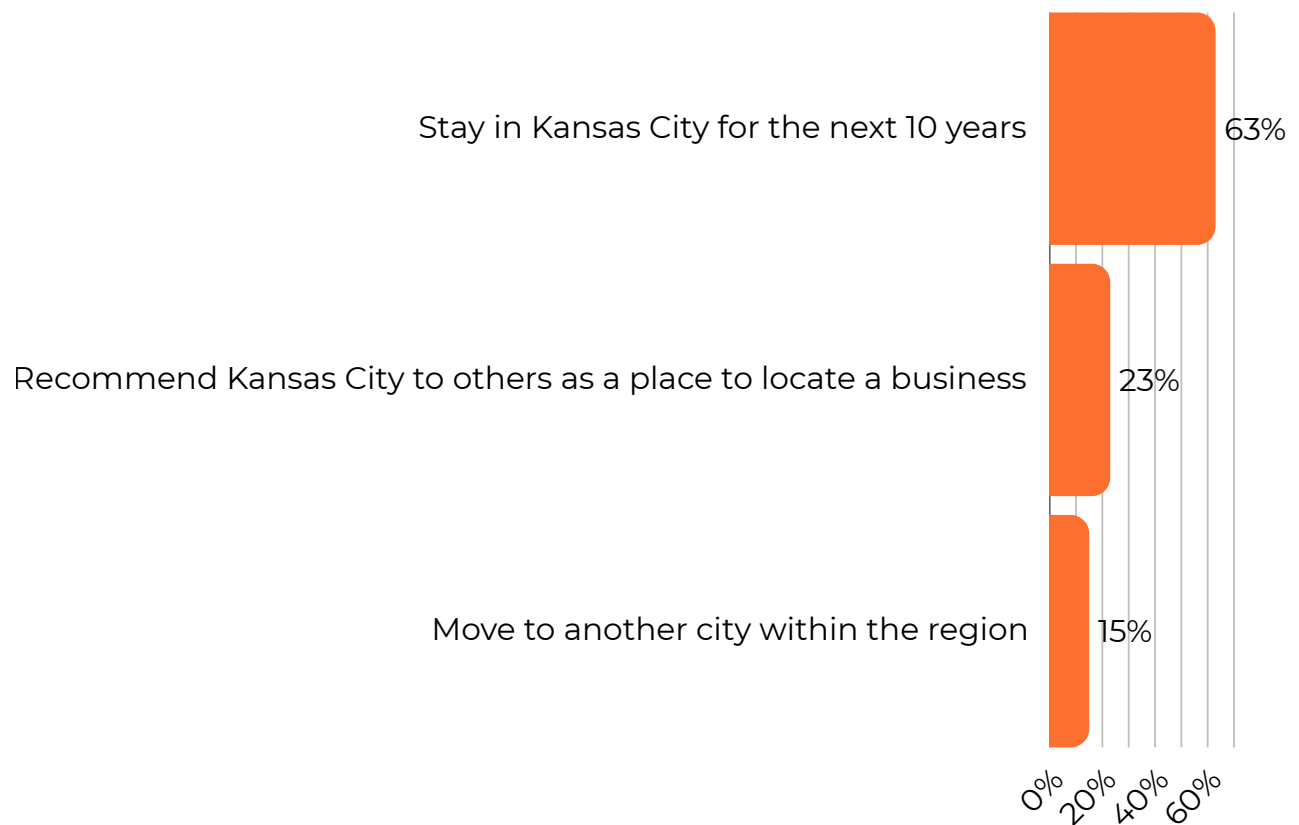 Stay in Kansas City for the next 10 years
63%
Recommend Kansas City to others as a place to locate a business
23%
Move to another city within the region
15%
0%
20%
40%
60%